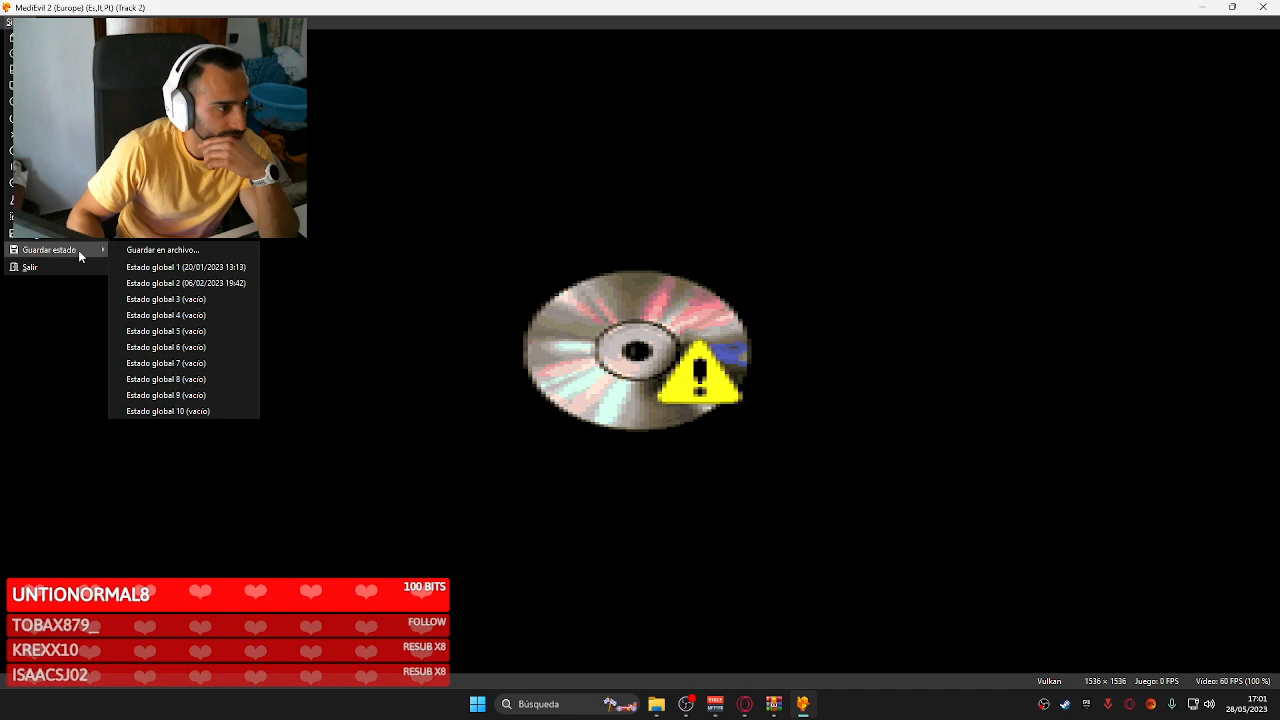 MediEvil 2 (Europe) (Es,It,Pt) (Track 2)
Guardar estado
Salir
Guardar en archivo...
Estado global 1 (20/01/2023 13:13)
Estado global 2 (06/02/2023 19:42)
Estado global 3 (vacío)
Estado global 4 (vacío)
Estado global 5 (vacío)
Estado global 6 (vacío)
Estado global 7 (vacío)
Estado global 8 (vacío)
Estado global 9 (vacío)
Estado global 10 (vacío)
UNTIONORMAL8 100 BITS
TOBAX879_ FOLLOW
KREXX10 RESUB X8
ISAACSJ02 RESUB X8
Vulkan 1536 × 1536 Juego: 0 FPS Vídeo: 60 FPS (100 %)
Búsqueda
17:01
28/05/2023